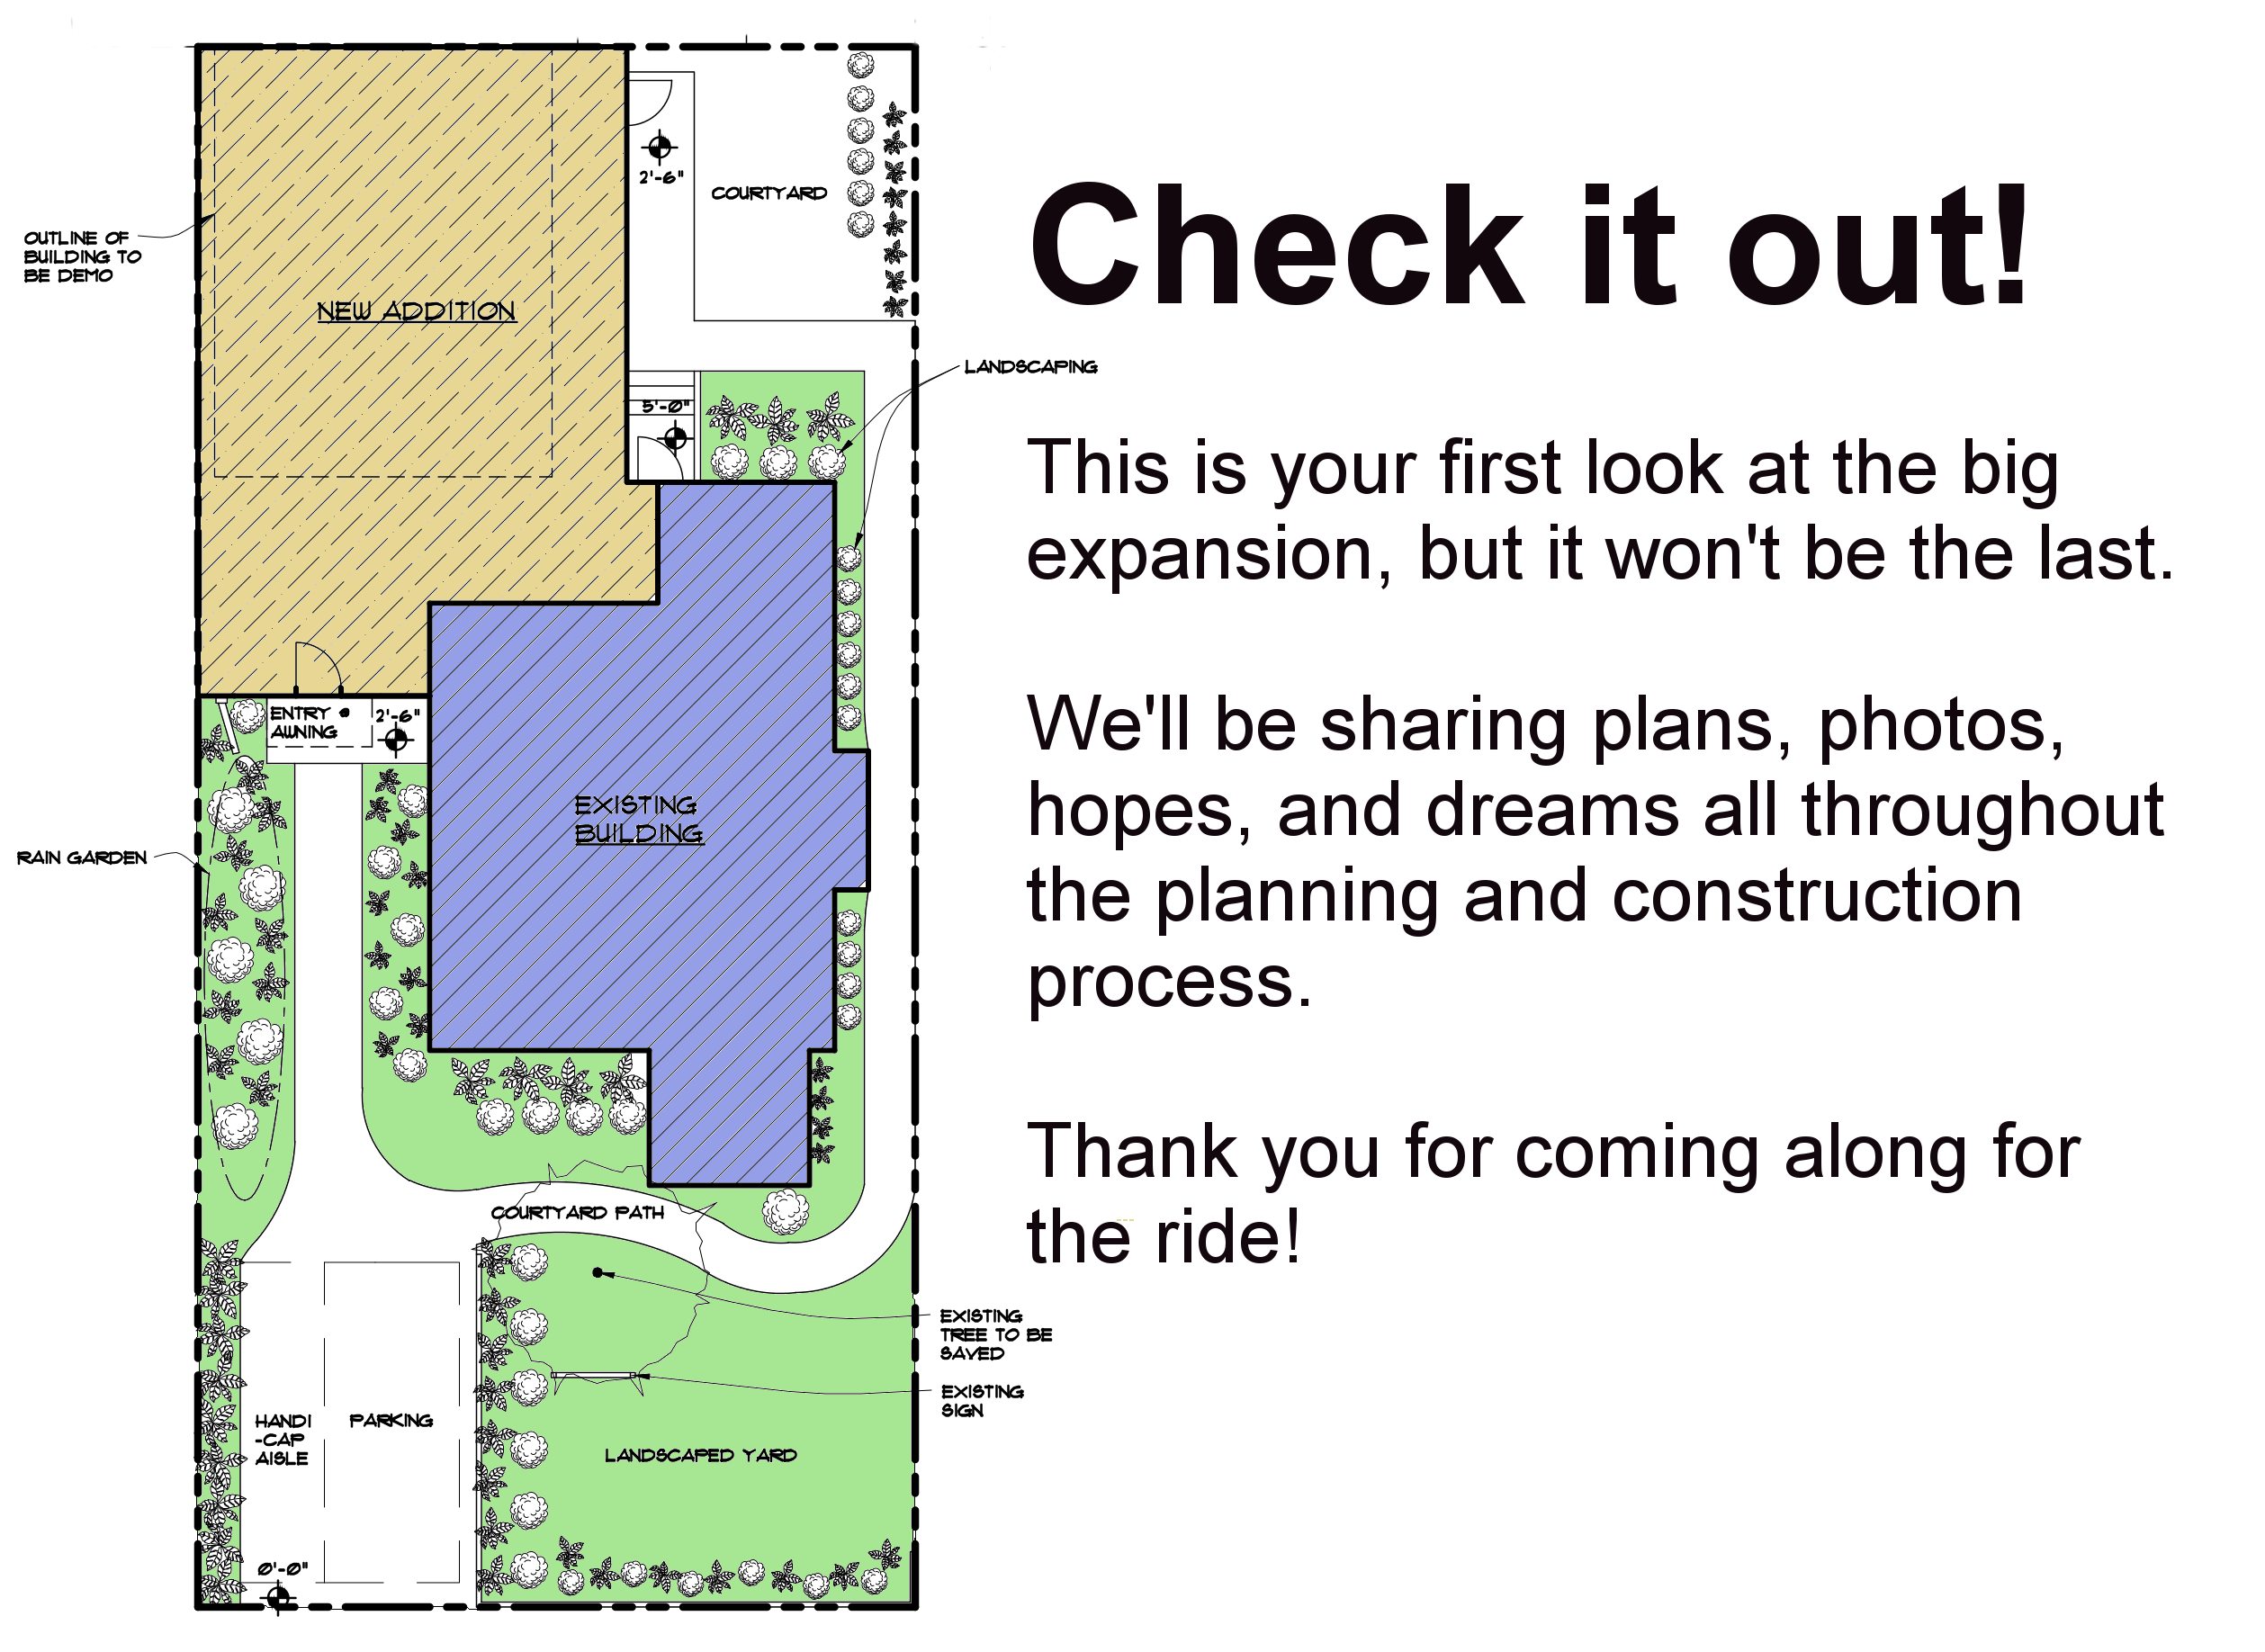 2'-6"
COURTYARD
OUTLINE OF
BUILDING TO
BE DEMO
NEW ADDITION
LANDSCAPING
5'-0"
ENTRY
AWNING
2'-6"
EXISTING
BUILDING
RAIN GARDEN
COURTYARD PATH
EXISTING
TREE TO BE
SAVED
EXISTING
SIGN
HANDI
-CAP
AISLE
PARKING
LANDSCAPED YARD
0'-0"
Check it out!
This is your first look at the big
expansion, but it won't be the last.
We'll be sharing plans, photos,
hopes, and dreams all throughout
the planning and construction
process.
Thank you for coming along for
the ride!